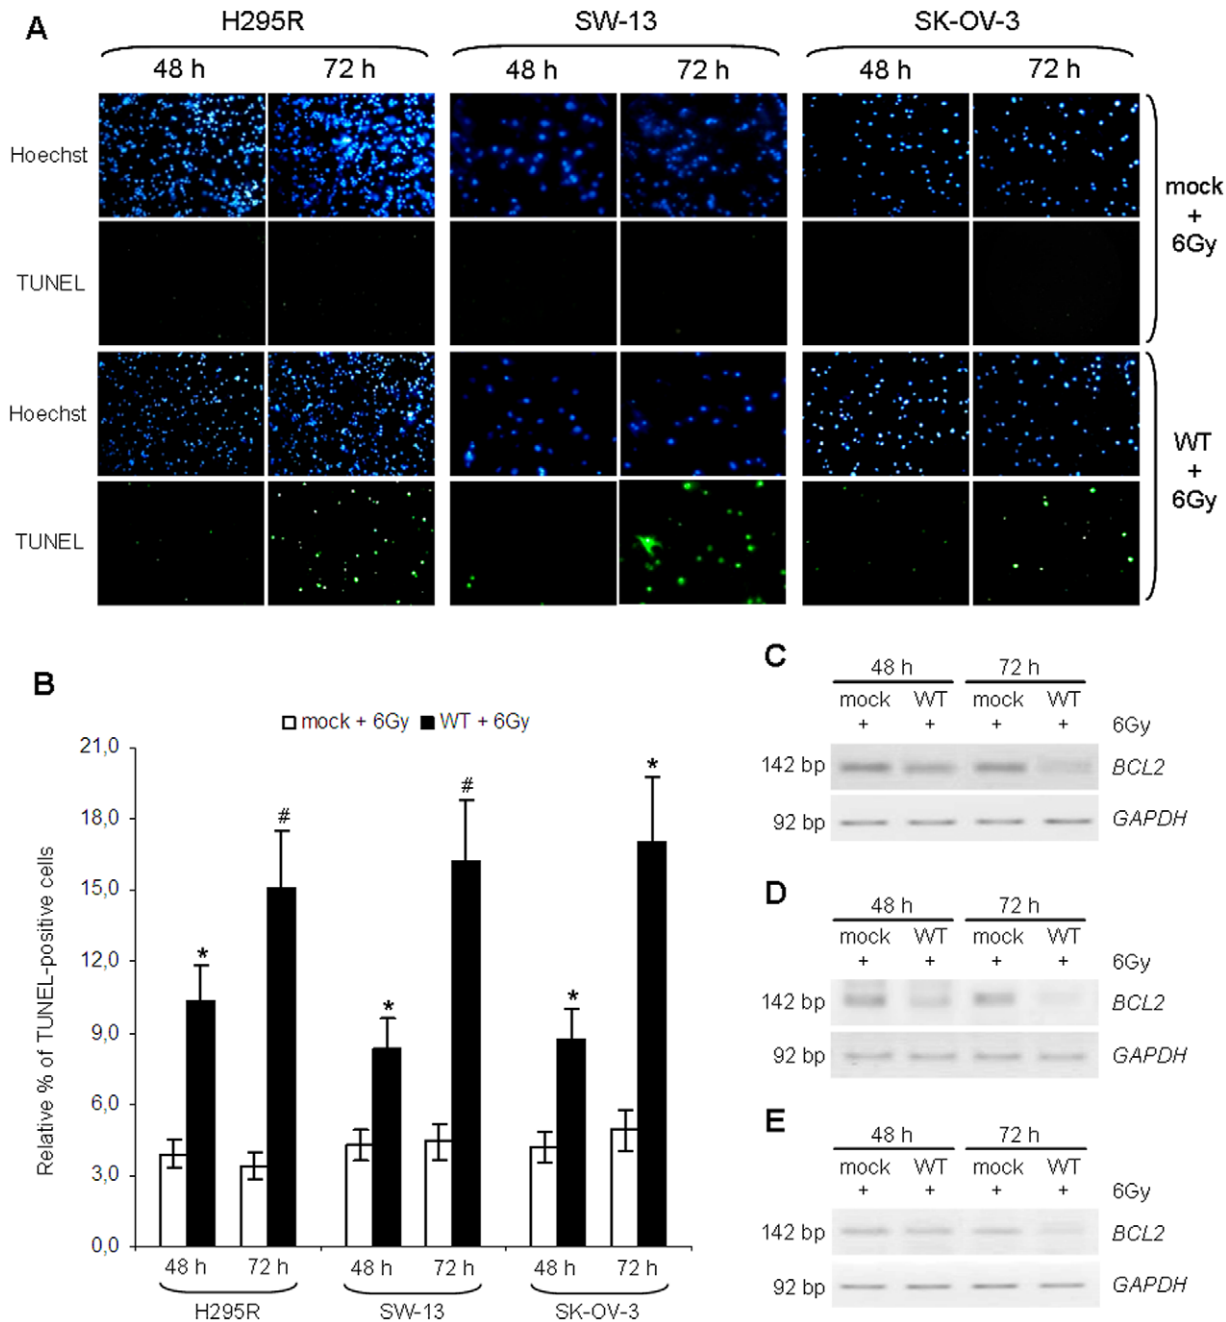 A
H295R SW-13 SK-OV-3
48 h 72 h 48 h 72 h 48 h 72 h
Hoechst
TUNEL
mock
+
6Gy
Hoechst
TUNEL
WT
+
6Gy
B
mock + 6Gy WT + 6Gy
Relative % of TUNEL-positive cells
21,0
18,0
15,0
12,0
9,0
6,0
3,0
0,0
* # * # * *
48 h 72 h 48 h 72 h 48 h 72 h
H295R SW-13 SK-OV-3
C
48 h 72 h
mock WT mock WT
+ + + + 6Gy
142 bp BCL2
92 bp GAPDH
D
48 h 72 h
mock WT mock WT
+ + + + 6Gy
142 bp BCL2
92 bp GAPDH
E
48 h 72 h
mock WT mock WT
+ + + + 6Gy
142 bp BCL2
92 bp GAPDH